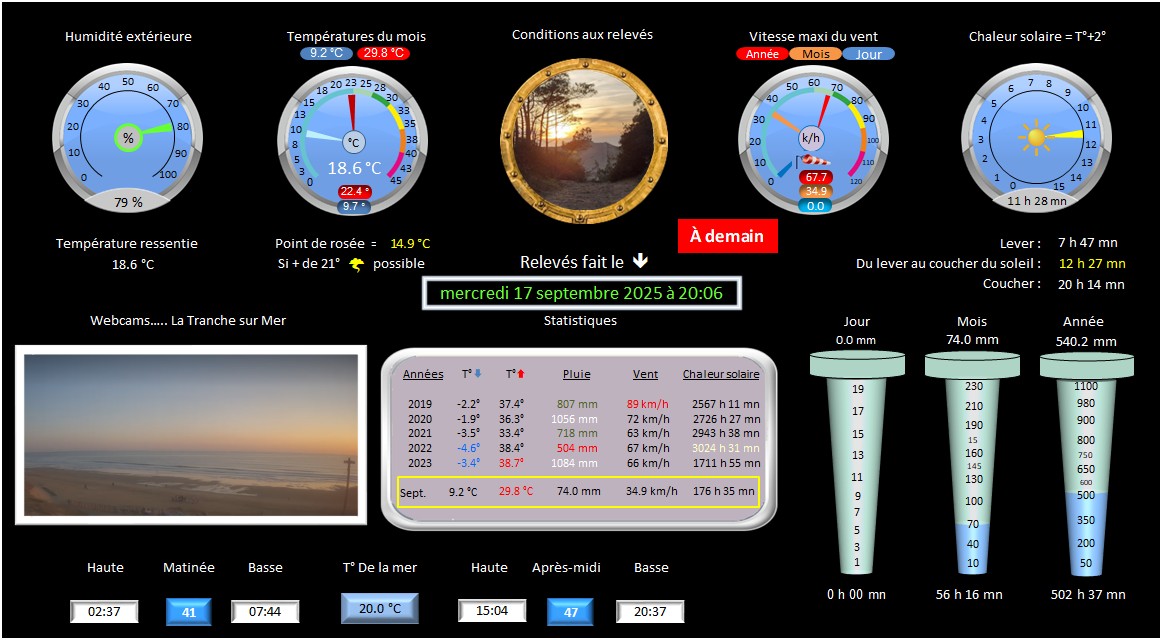 Humidité extérieure
Températures du mois
9.2 °C 29.8 °C
Conditions aux relevés
Vitesse maxi du vent
Année Mois Jour
Chaleur solaire = T°+2°
0 10 20 30 40 50 60 70 80 90 100
%
79 %
0 3 5 8 10 13 15 18 20 23 25 28 30 33 35 38 40 43 45
°C
18.6 °C
22.4 °
9.7 °
0 10 20 30 40 50 60 70 80 90 100 110 120
k/h
67.7
34.9
0.0
0 1 2 3 4 5 6 7 8 9 10 11 12 13 14 15
11 h 28 mn
Température ressentie
18.6 °C
Point de rosée = 14.9 °C
Si + de 21° possible
À demain
Relevés fait le
mercredi 17 septembre 2025 à 20:06
Lever : 7 h 47 mn
Du lever au coucher du soleil : 12 h 27 mn
Coucher : 20 h 14 mn
Webcams..... La Tranche sur Mer
Statistiques
Années T° T° Pluie Vent Chaleur solaire
2019 -2.2° 37.4° 807 mm 89 km/h 2567 h 11 mn
2020 -1.9° 36.3° 1056 mm 72 km/h 2726 h 27 mn
2021 -3.5° 33.4° 718 mm 63 km/h 2943 h 38 mn
2022 -4.6° 38.4° 504 mm 67 km/h 3024 h 31 mn
2023 -3.4° 38.7° 1084 mm 66 km/h 1711 h 55 mn
Sept. 9.2 °C 29.8 °C 74.0 mm 34.9 km/h 176 h 35 mn
Jour
0.0 mm
19
17
15
13
11
9
7
5
3
1
0 h 00 mn
Mois
74.0 mm
230
210
190
15
160
145
130
100
70
40
10
56 h 16 mn
Année
540.2 mm
1100
980
900
800
750
650
600
500
350
200
50
502 h 37 mn
Haute Matinée Basse T° De la mer Haute Après-midi Basse
02:37 41 07:44 20.0 °C 15:04 47 20:37